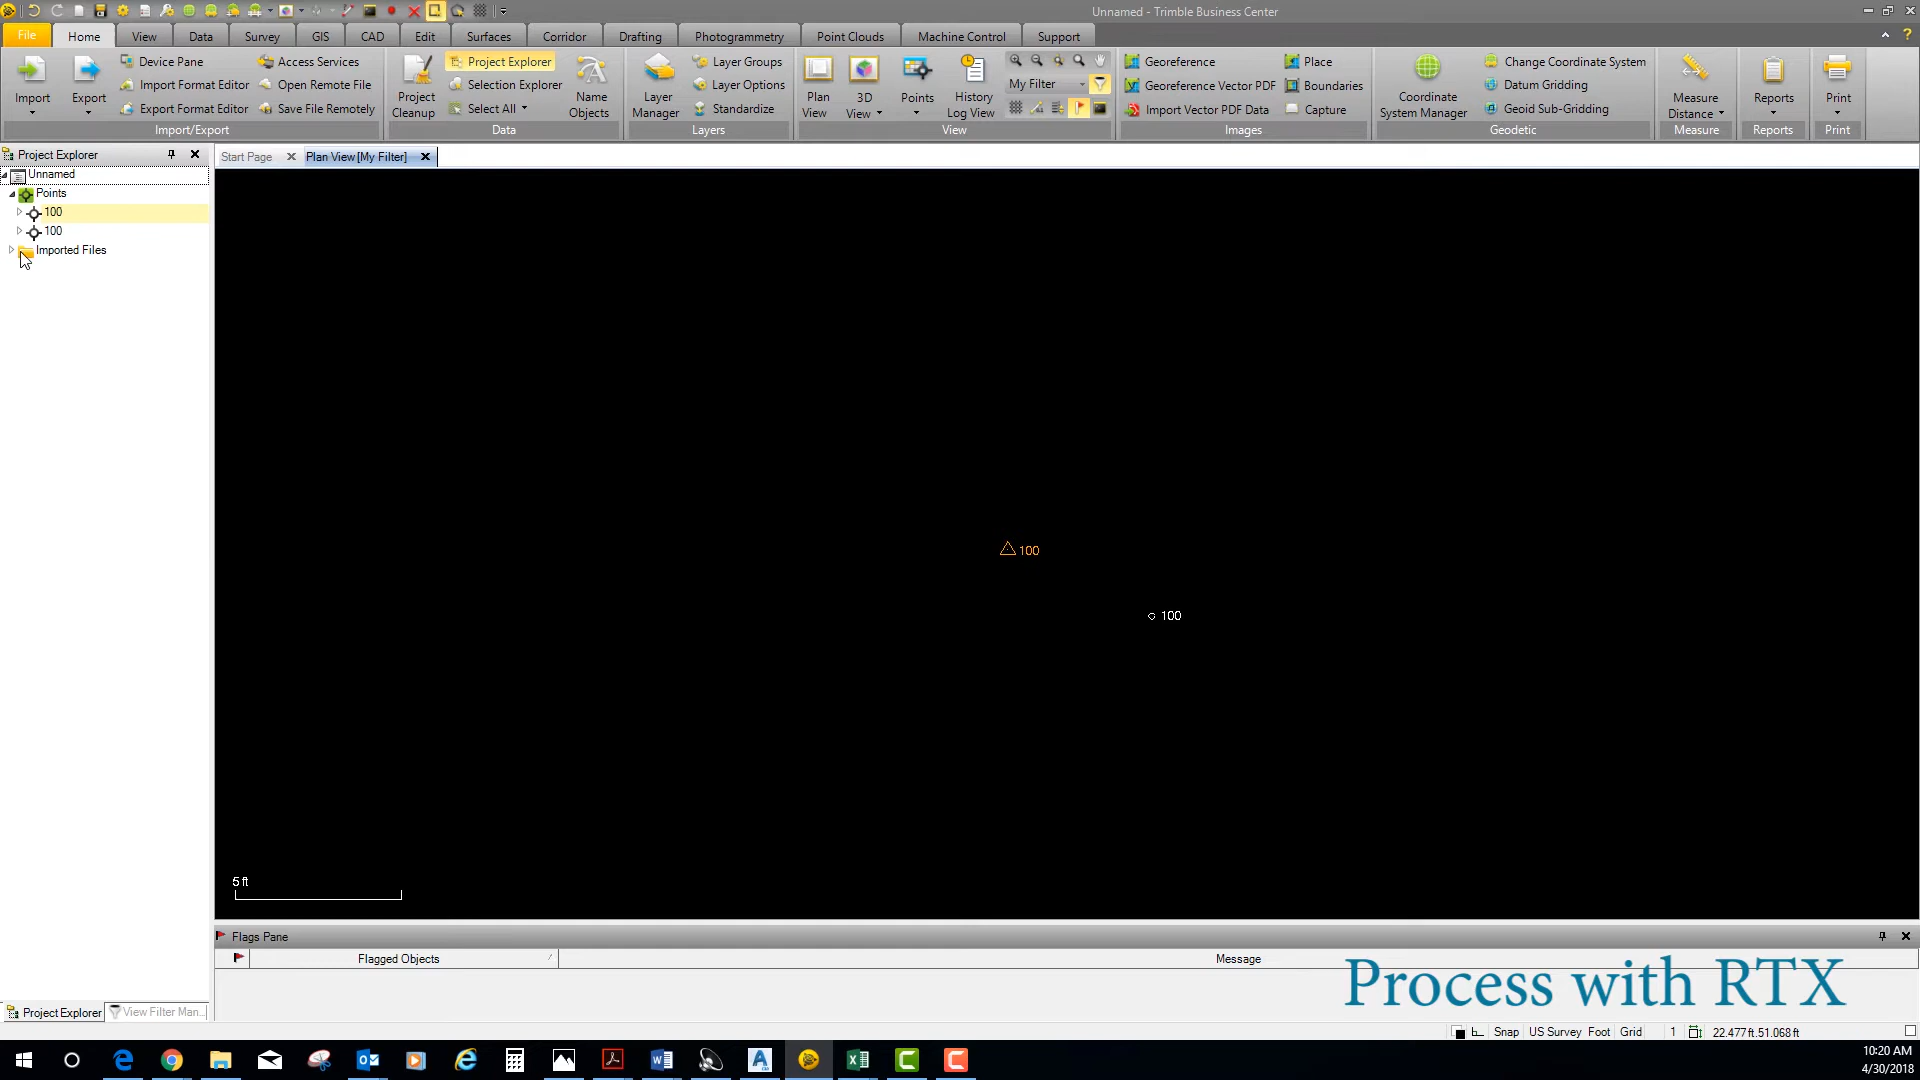 Unnamed - Trimble Business Center
File Home View Data Survey GIS CAD Edit Surfaces Corridor Drafting Photogrammetry Point Clouds Machine Control Support
Import
Export
Device Pane
Import Format Editor
Export Format Editor
Access Services
Open Remote File
Save File Remotely
Import/Export
Project
Cleanup
Project Explorer
Selection Explorer
Select All
Name
Objects
Data
Layer
Manager
Layer Groups
Layer Options
Standardize
Layers
Plan
View
3D
View
Points
History
Log View
My Filter
View
Georeference
Georeference Vector PDF
Import Vector PDF Data
Place
Boundaries
Capture
Images
Coordinate
System Manager
Change Coordinate System
Datum Gridding
Geoid Sub-Gridding
Geodetic
Measure
Distance
Measure
Reports
Reports
Print
Print
Project Explorer
Unnamed
Points
100
100
Imported Files
Start Page
Plan View [My Filter]
100
100
5 ft
Flags Pane
Flagged Objects
Message
Process with RTX
Project Explorer
View Filter Man...
Snap US Survey Foot Grid 1 22.477 ft,51.068 ft
10:20 AM
4/30/2018